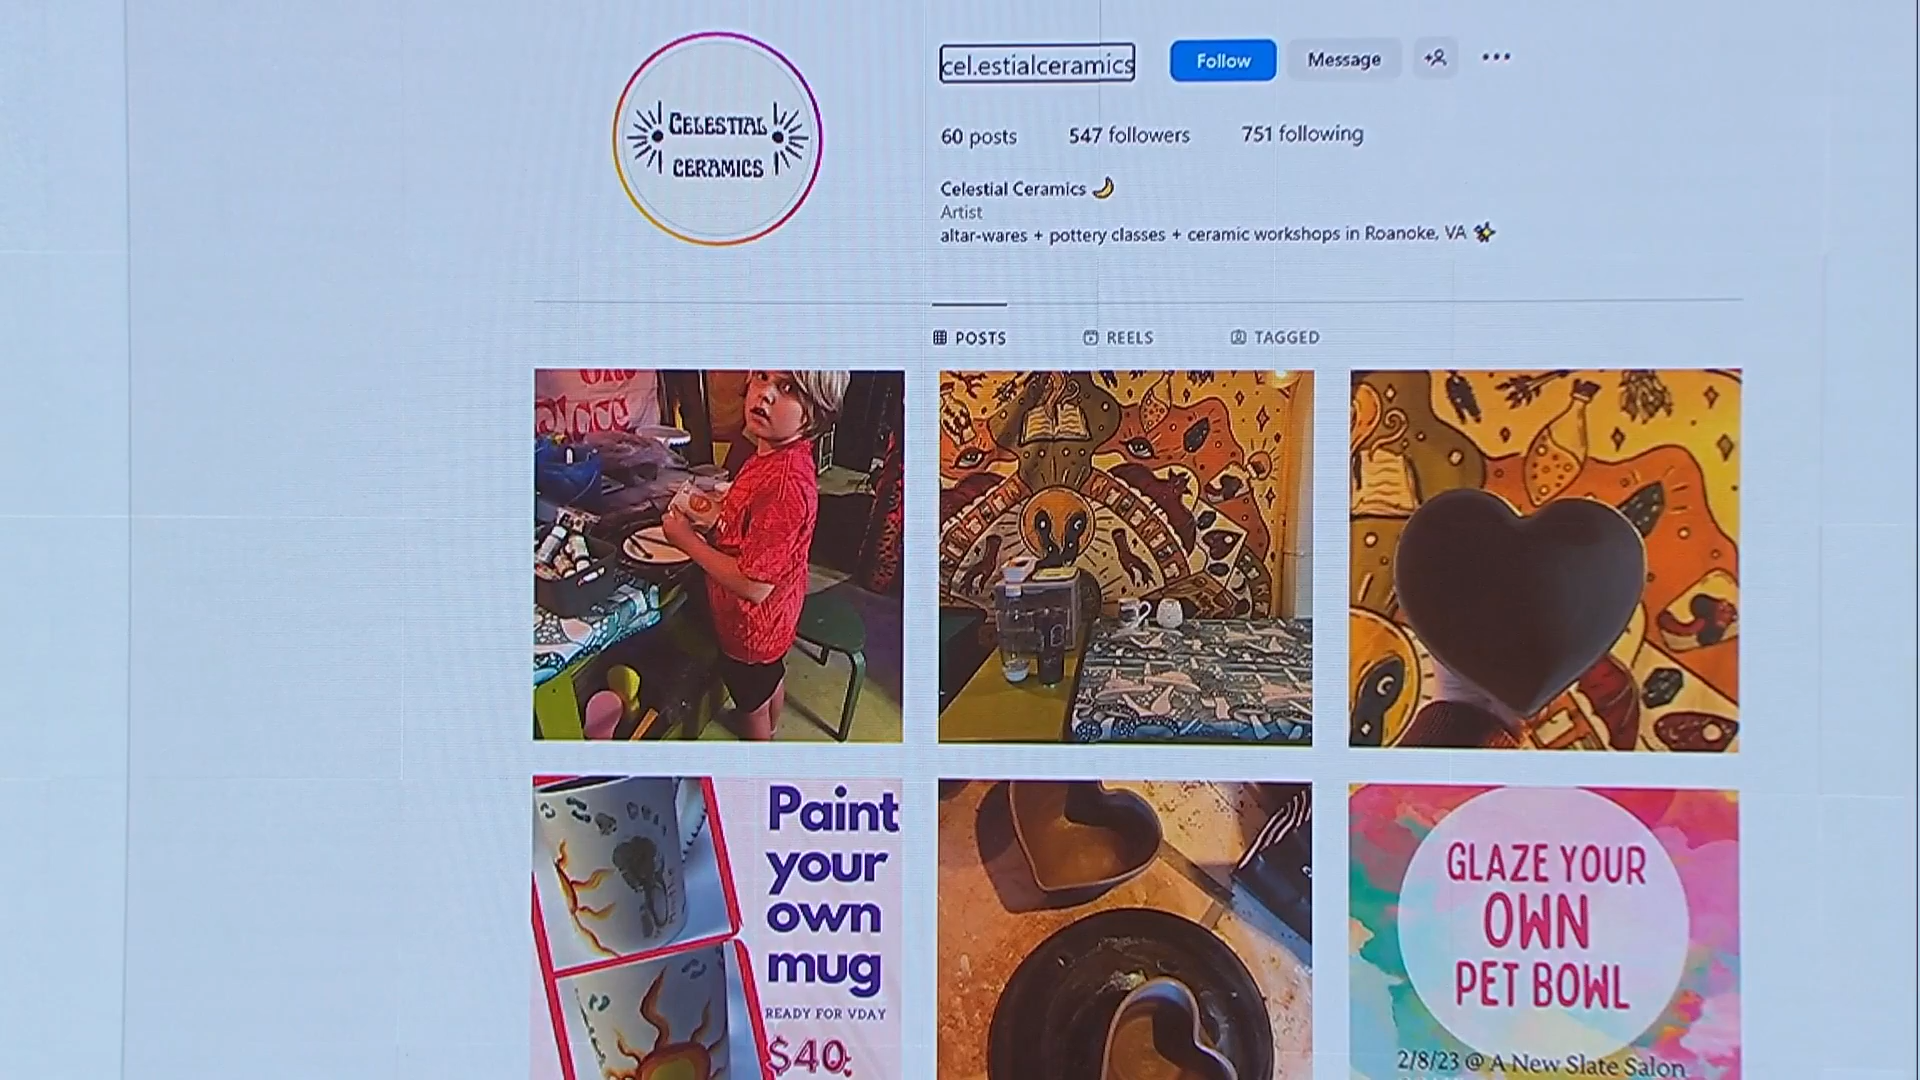 cel.estialceramics
Follow
Message
60 posts
547 followers
751 following
CELESTIAL
CERAMICS
Celestial Ceramics
Artist
altar-wares + pottery classes + ceramic workshops in Roanoke, VA
POSTS
REELS
TAGGED
Paint
your
own
mug
READY FOR VDAY
$40
GLAZE YOUR
OWN
PET BOWL
2/8/23 @ A New Slate Salon